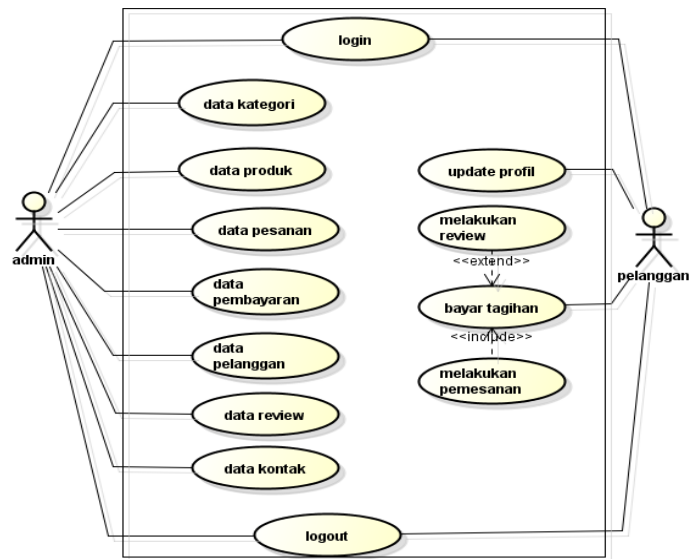 login
data kategori
data produk
update profil
melakukan
review
data pesanan
admin
pelanggan
<<extend>>
data
pembayaran
bayar tagihan
<<include>>
data
pelanggan
melakukan
pemesanan
data review
data kontak
logout